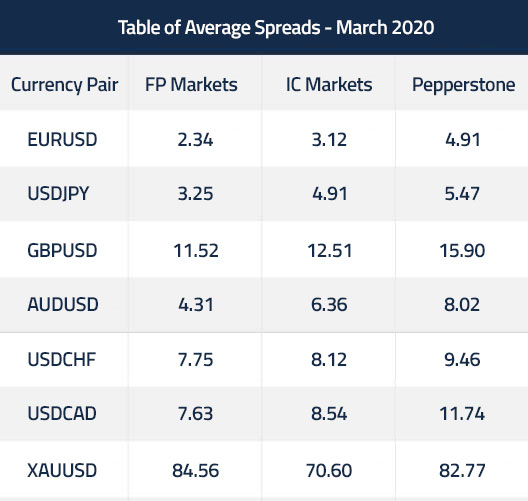 Table of Average Spreads - March 2020
Currency Pair FP Markets IC Markets Pepperstone
EURUSD 2.34 3.12 4.91
USDJPY 3.25 4.91 5.47
GBPUSD 11.52 12.51 15.90
AUDUSD 4.31 6.36 8.02
USDCHF 7.75 8.12 9.46
USDCAD 7.63 8.54 11.74
XAUUSD 84.56 70.60 82.77